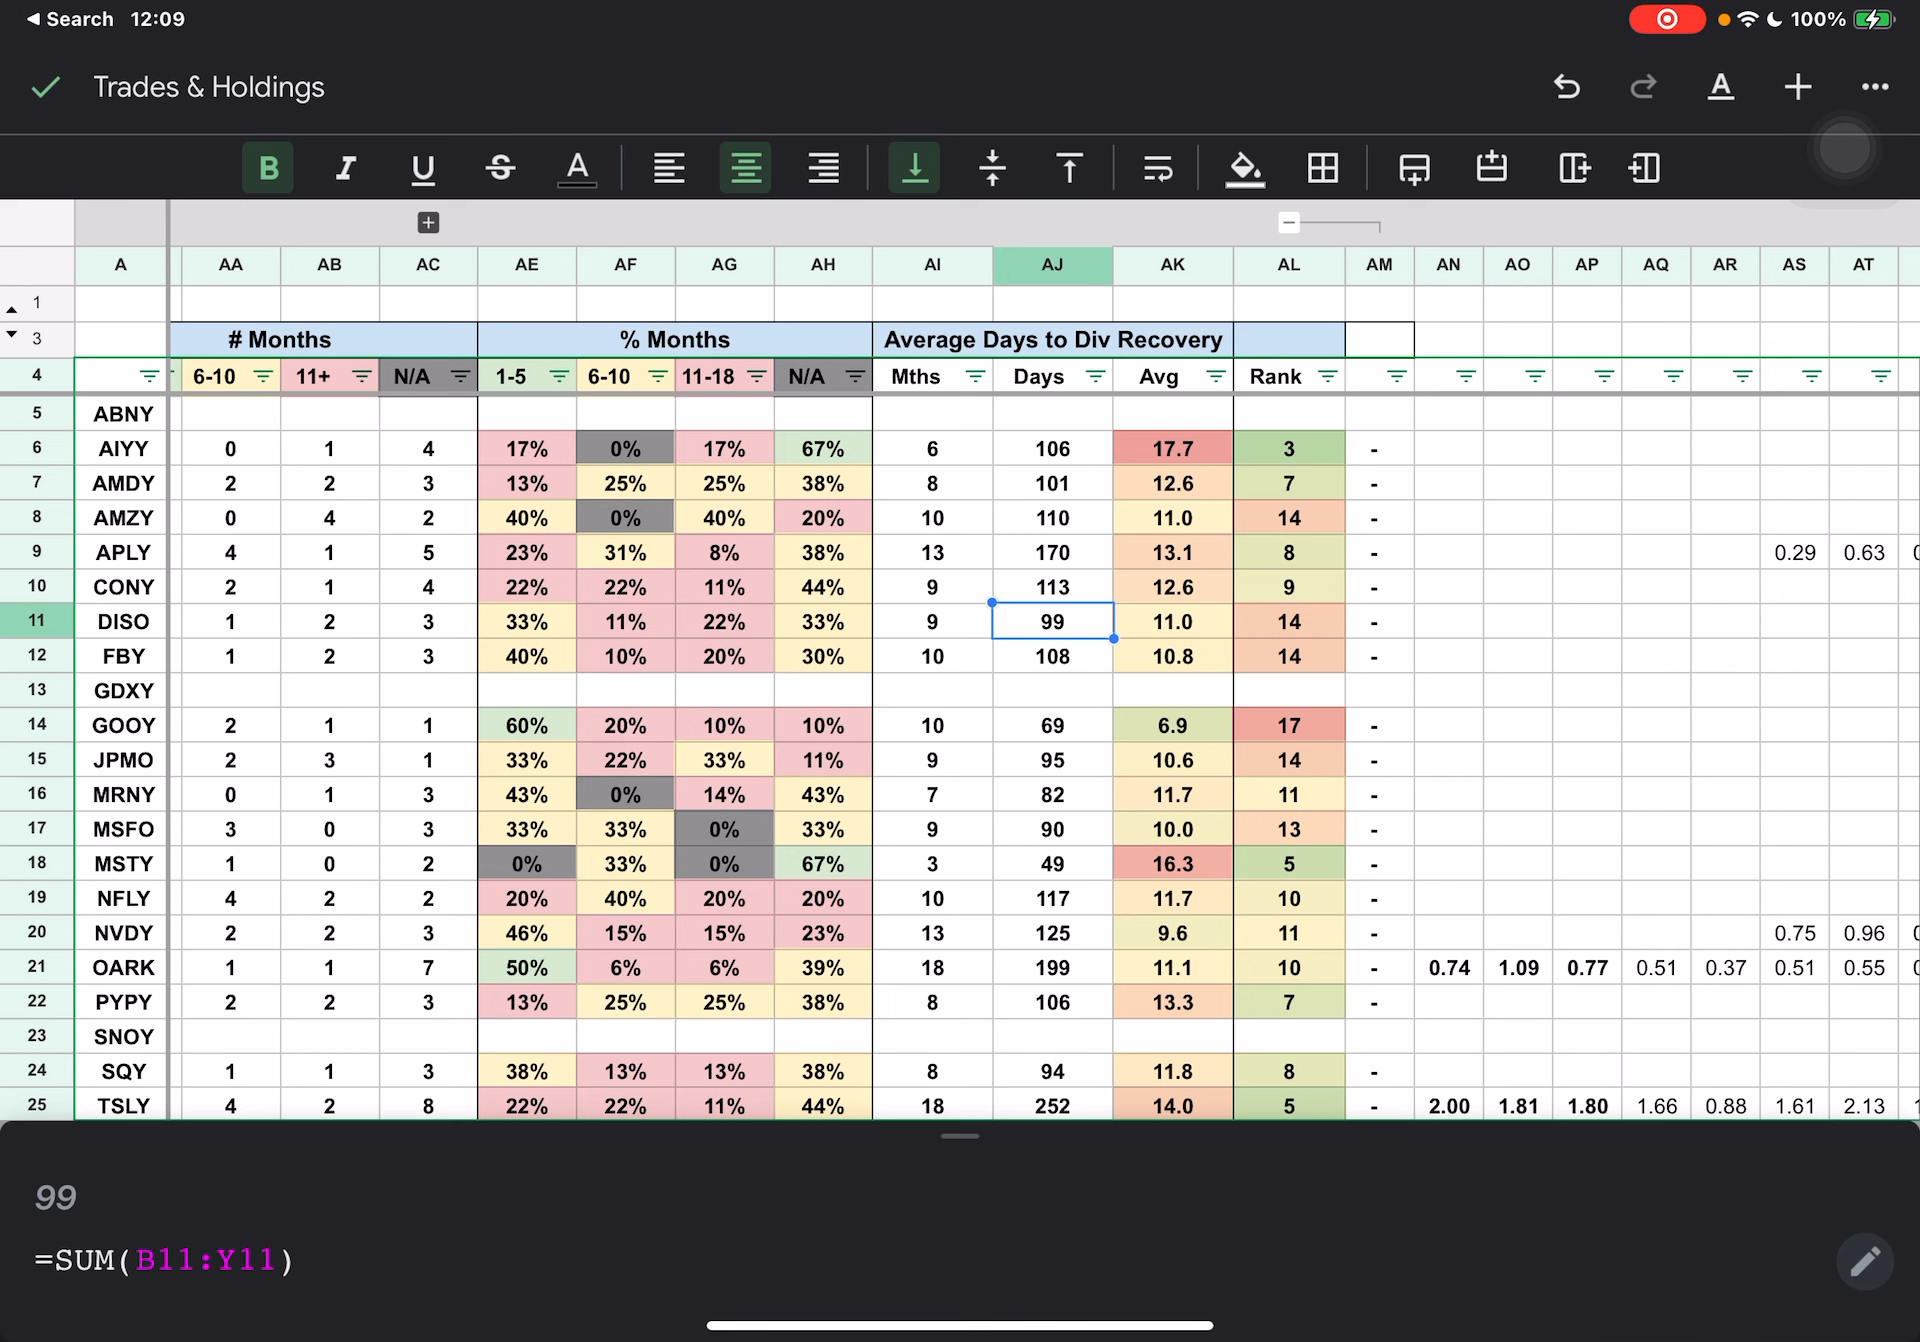 Search 12:09 100%
Trades & Holdings
B I U S A
A AA AB AC AE AF AG AH AI AJ AK AL AM AN AO AP AQ AR AS AT
1
3 # Months % Months Average Days to Div Recovery
4 6-10 11+ N/A 1-5 6-10 11-18 N/A Mths Days Avg Rank
5 ABNY
6 AIYY 0 1 4 17% 0% 17% 67% 6 106 17.7 3 -
7 AMDY 2 2 3 13% 25% 25% 38% 8 101 12.6 7 -
8 AMZY 0 4 2 40% 0% 40% 20% 10 110 11.0 14 -
9 APLY 4 1 5 23% 31% 8% 38% 13 170 13.1 8 - 0.29 0.63
10 CONY 2 1 4 22% 22% 11% 44% 9 113 12.6 9 -
11 DISO 1 2 3 33% 11% 22% 33% 9 99 11.0 14 -
12 FBY 1 2 3 40% 10% 20% 30% 10 108 10.8 14 -
13 GDXY
14 GOOY 2 1 1 60% 20% 10% 10% 10 69 6.9 17 -
15 JPMO 2 3 1 33% 22% 33% 11% 9 95 10.6 14 -
16 MRNY 0 1 3 43% 0% 14% 43% 7 82 11.7 11 -
17 MSFO 3 0 3 33% 33% 0% 33% 9 90 10.0 13 -
18 MSTY 1 0 2 0% 33% 0% 67% 3 49 16.3 5 -
19 NFLY 4 2 2 20% 40% 20% 20% 10 117 11.7 10 -
20 NVDY 2 2 3 46% 15% 15% 23% 13 125 9.6 11 - 0.75 0.96
21 OARK 1 1 7 50% 6% 6% 39% 18 199 11.1 10 - 0.74 1.09 0.77 0.51 0.37 0.51 0.55
22 PYPY 2 2 3 13% 25% 25% 38% 8 106 13.3 7 -
23 SNOY
24 SQY 1 1 3 38% 13% 13% 38% 8 94 11.8 8 -
25 TSLY 4 2 8 22% 22% 11% 44% 18 252 14.0 5 - 2.00 1.81 1.80 1.66 0.88 1.61 2.13
99
=SUM(B11:Y11)